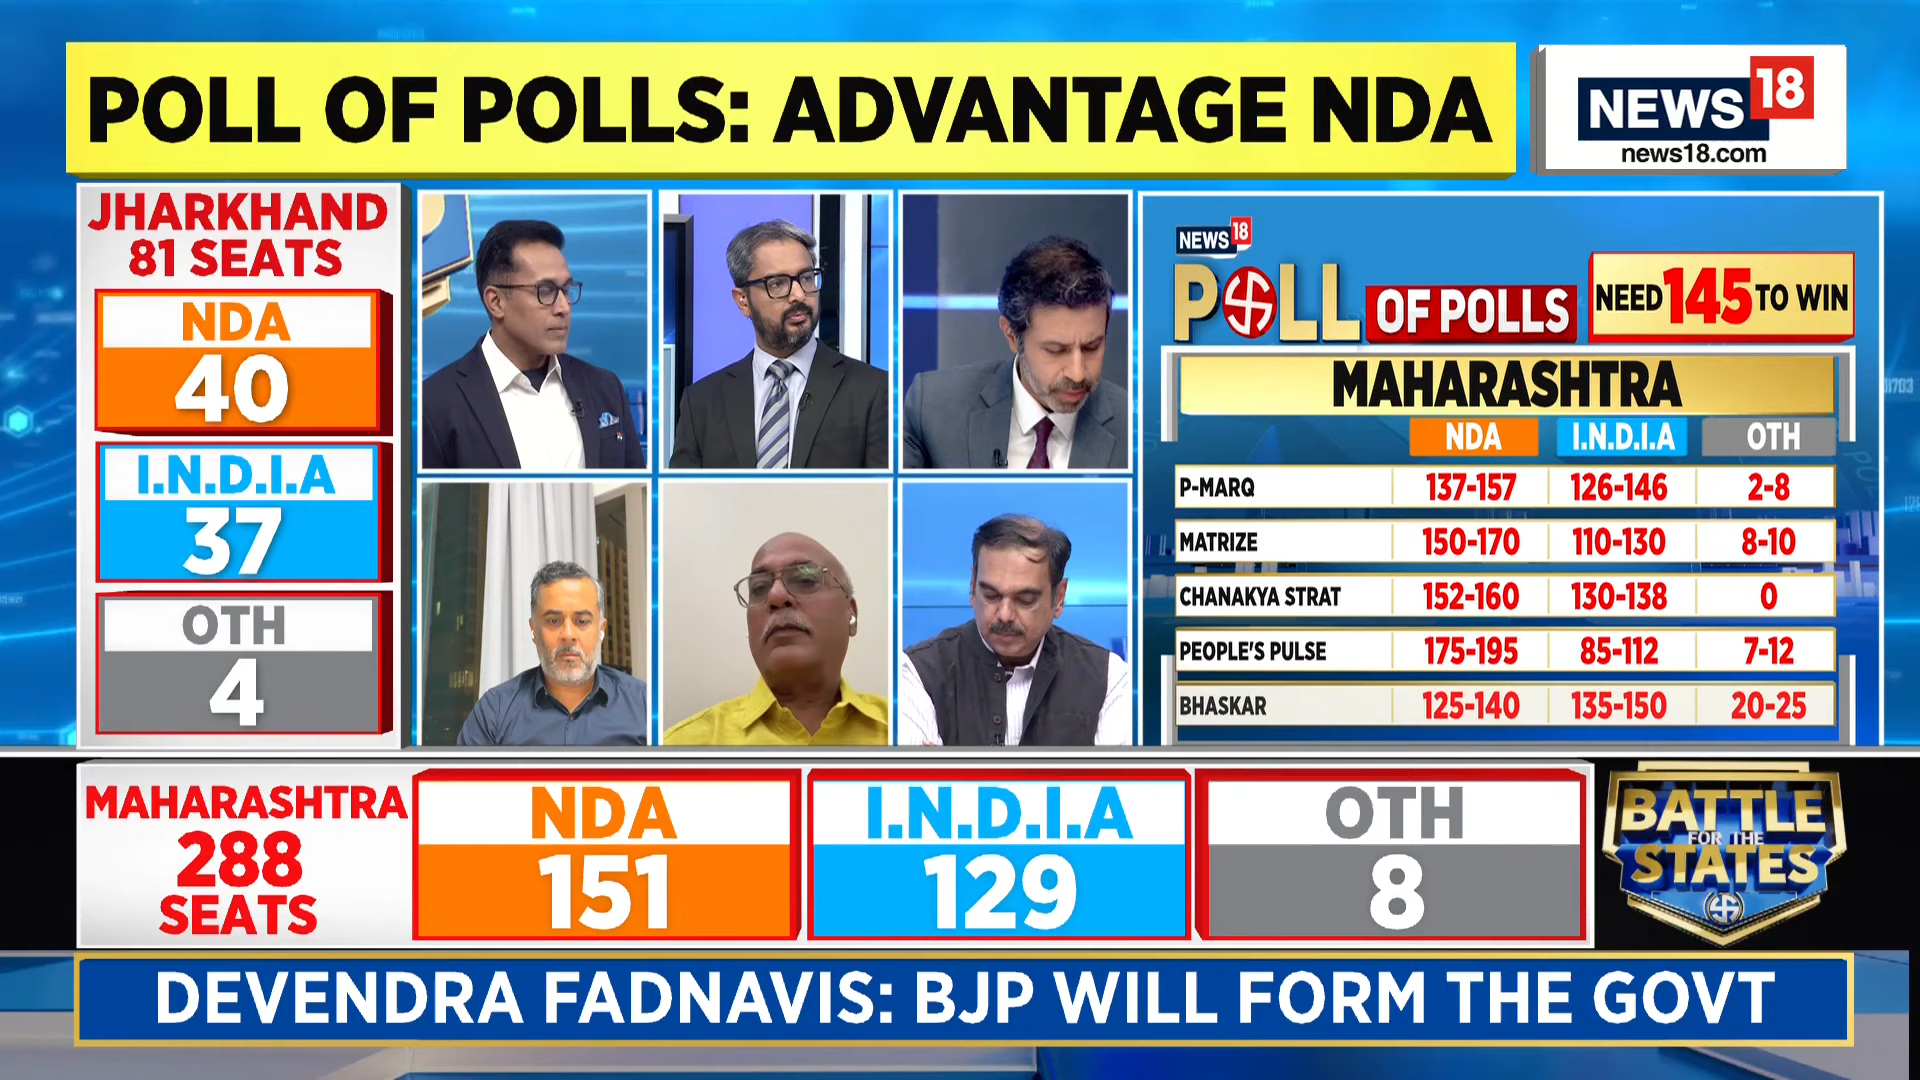 POLL OF POLLS: ADVANTAGE NDA
NEWS 18
news18.com
JHARKHAND
81 SEATS
NDA
40
I.N.D.I.A
37
OTH
4
NEWS 18
POLL OF POLLS
NEED 145 TO WIN
MAHARASHTRA
NDA I.N.D.I.A OTH
P-MARQ 137-157 126-146 2-8
MATRIZE 150-170 110-130 8-10
CHANAKYA STRAT 152-160 130-138 0
PEOPLE'S PULSE 175-195 85-112 7-12
BHASKAR 125-140 135-150 20-25
MAHARASHTRA
288
SEATS
NDA
151
I.N.D.I.A
129
OTH
8
BATTLE
FOR THE
STATES
DEVENDRA FADNAVIS: BJP WILL FORM THE GOVT